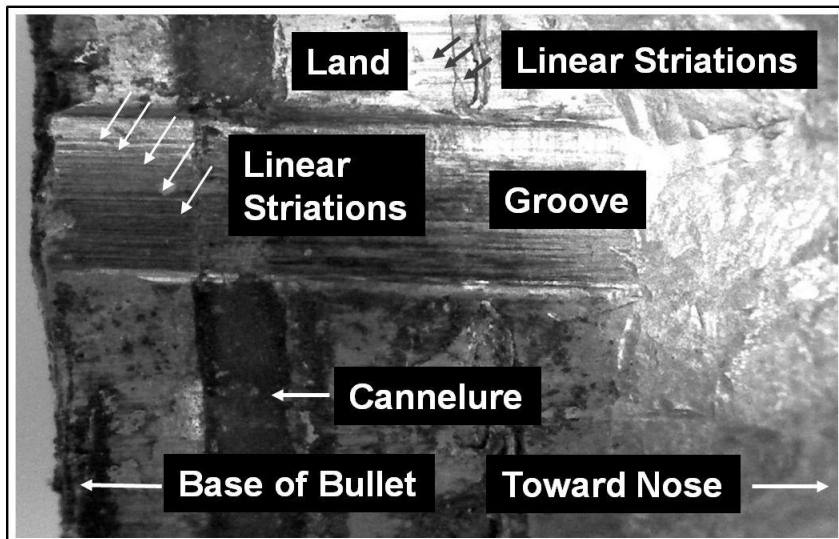 Land
Linear Striations
Linear
Striations
Groove
Cannelure
Base of Bullet
Toward Nose